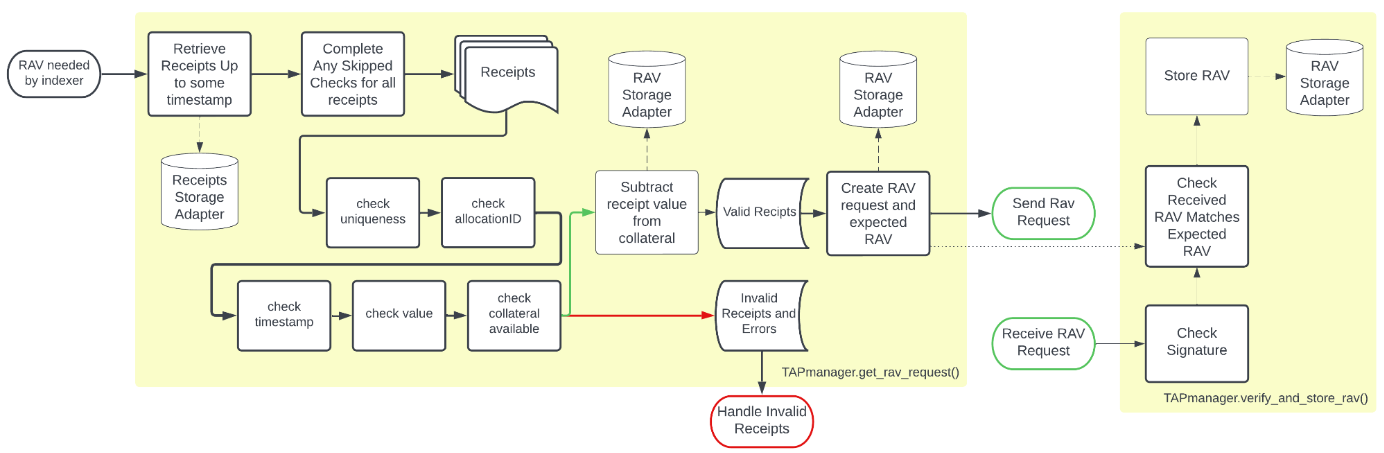 RAV needed
by indexer
Retrieve
Receipts Up
to some
timestamp
Receipts
Storage
Adapter
Complete
Any Skipped
Checks for all
receipts
Receipts
check
uniqueness
check
allocationID
check
timestamp
check value
check
collateral
available
RAV
Storage
Adapter
Subtract
receipt value
from
collateral
Valid Recipts
RAV
Storage
Adapter
Create RAV
request and
expected
RAV
Invalid
Receipts and
Errors
TAPmanager.get_rav_request()
Handle Invalid
Receipts
Send Rav
Request
Receive RAV
Request
Store RAV
RAV
Storage
Adapter
Check
Received
RAV Matches
Expected
RAV
Check
Signature
TAPmanager.verify_and_store_rav()